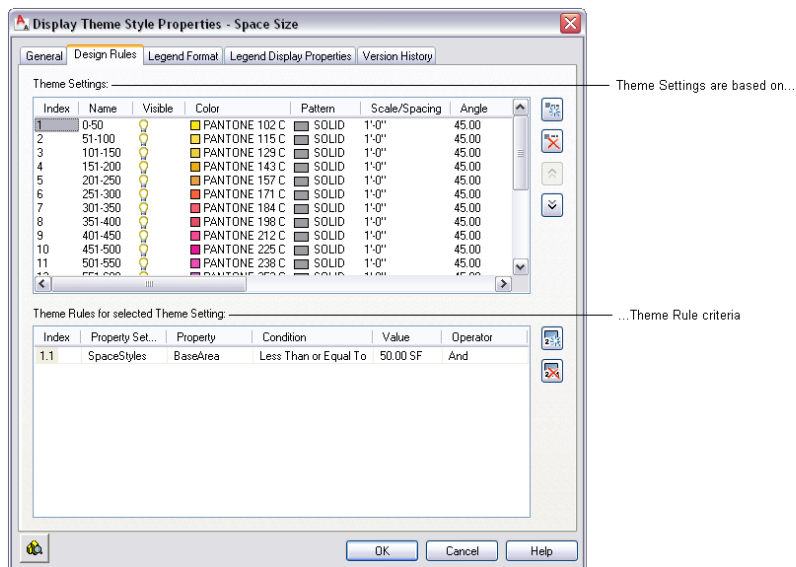 Display Theme Style Properties - Space Size
General Design Rules Legend Format Legend Display Properties Version History
Theme Settings:
Theme Settings are based on...
Index Name Visible Color Pattern Scale/Spacing Angle
1 0-50 PANTONE 102 C SOLID 1'-0" 45.00
2 51-100 PANTONE 115 C SOLID 1'-0" 45.00
3 101-150 PANTONE 129 C SOLID 1'-0" 45.00
4 151-200 PANTONE 143 C SOLID 1'-0" 45.00
5 201-250 PANTONE 157 C SOLID 1'-0" 45.00
6 251-300 PANTONE 171 C SOLID 1'-0" 45.00
7 301-350 PANTONE 184 C SOLID 1'-0" 45.00
8 351-400 PANTONE 198 C SOLID 1'-0" 45.00
9 401-450 PANTONE 212 C SOLID 1'-0" 45.00
10 451-500 PANTONE 225 C SOLID 1'-0" 45.00
11 501-550 PANTONE 238 C SOLID 1'-0" 45.00
Theme Rules for selected Theme Setting:
...Theme Rule criteria
Index Property Set... Property Condition Value Operator
1.1 SpaceStyles BaseArea Less Than or Equal To 50.00 SF And
OK Cancel Help